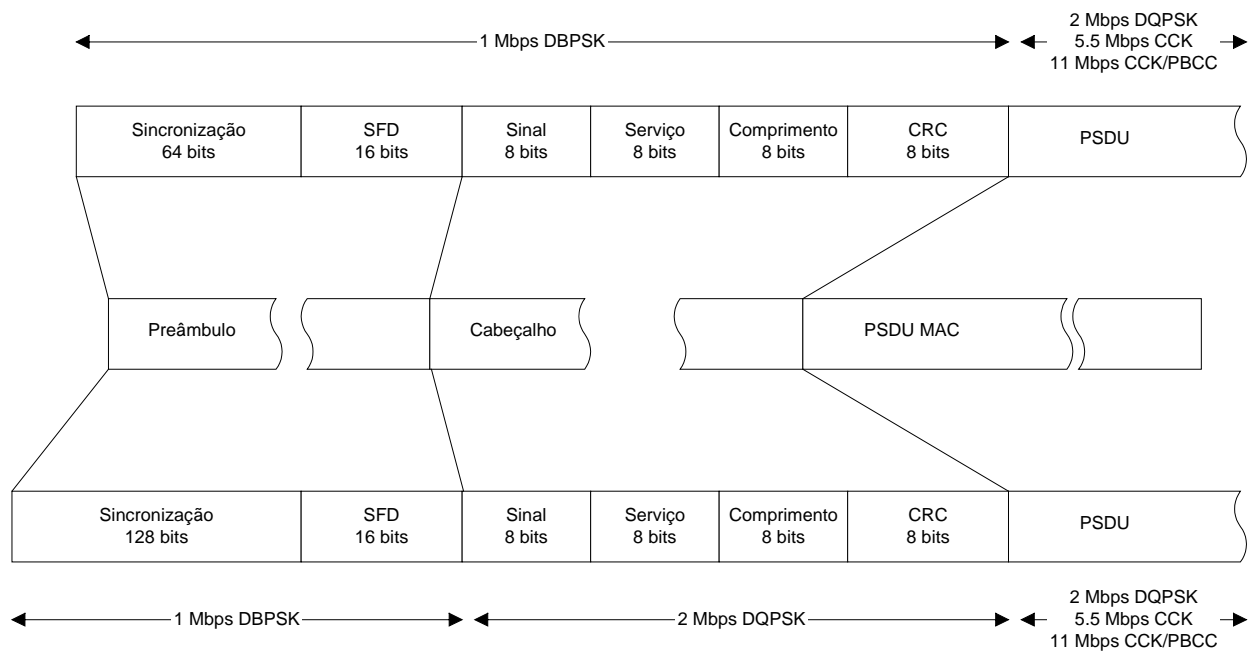 1 Mbps DBPSK
2 Mbps DQPSK
5.5 Mbps CCK
11 Mbps CCK/PBCC
Sincronização
64 bits
SFD
16 bits
Sinal
8 bits
Serviço
8 bits
Comprimento
8 bits
CRC
8 bits
PSDU
Preâmbulo
Cabeçalho
PSDU MAC
Sincronização
128 bits
SFD
16 bits
Sinal
8 bits
Serviço
8 bits
Comprimento
8 bits
CRC
8 bits
PSDU
1 Mbps DBPSK
2 Mbps DQPSK
2 Mbps DQPSK
5.5 Mbps CCK
11 Mbps CCK/PBCC